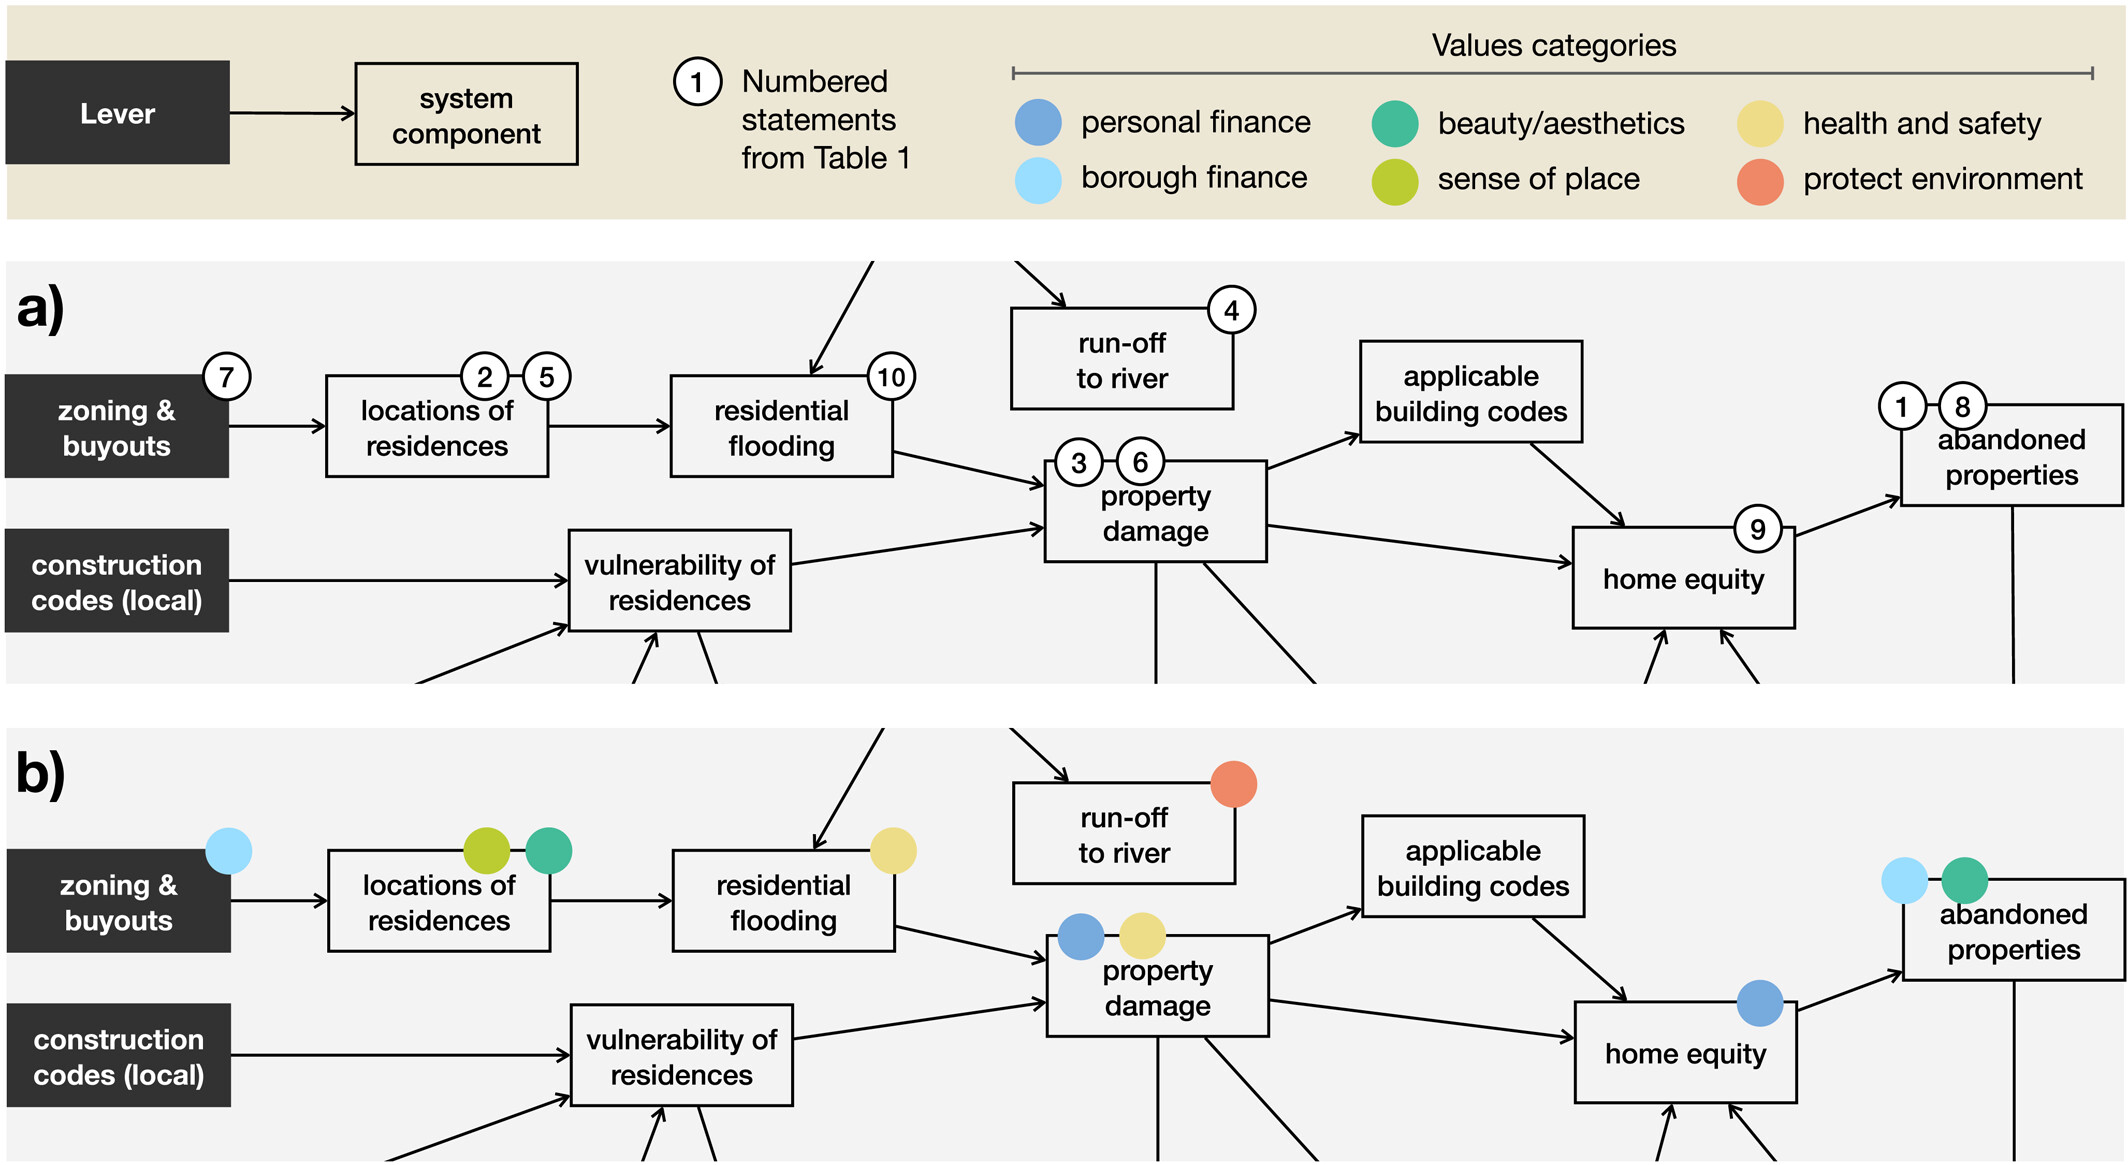 Values categories
Lever
system
component
1
Numbered
statements
from Table 1
personal finance
beauty/aesthetics
health and safety
borough finance
sense of place
protect environment
a)
4
run-off
to river
7
zoning &
buyouts
2
5
locations of
residences
10
residential
flooding
applicable
building codes
1
8
abandoned
properties
3
6
property
damage
9
home equity
construction
codes (local)
vulnerability of
residences
b)
run-off
to river
zoning &
buyouts
locations of
residences
residential
flooding
applicable
building codes
abandoned
properties
property
damage
home equity
construction
codes (local)
vulnerability of
residences